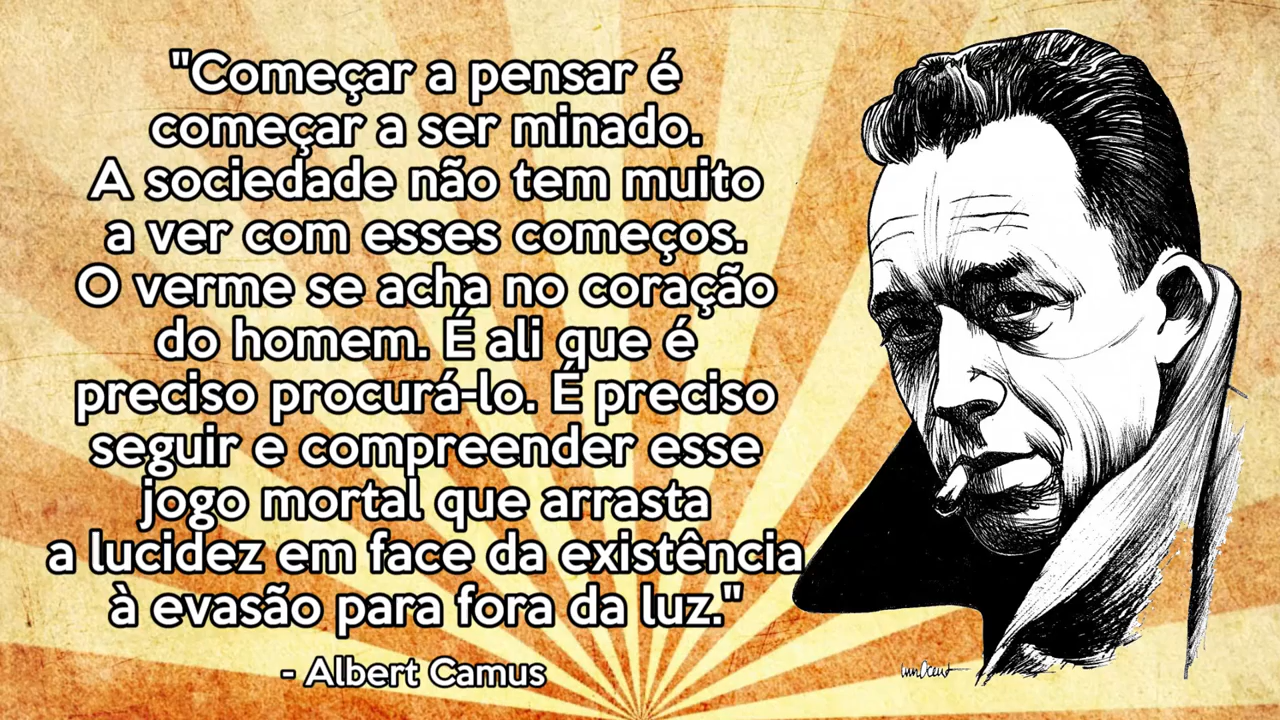 "Começar a pensar é
começar a ser minado.
A sociedade não tem muito
a ver com esses começos.
O verme se acha no coração
do homem. É ali que é
preciso procurá-lo. É preciso
seguir e compreender esse
jogo mortal que arrasta
a lucidez em face da existência
à evasão para fora da luz."
- Albert Camus